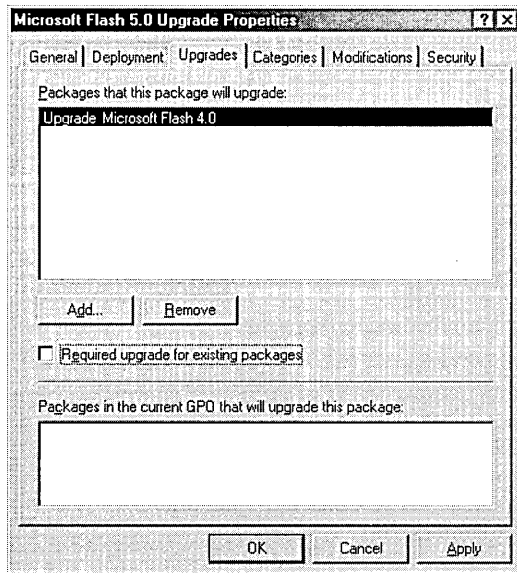 Microsoft Flash 5.0 Upgrade Properties ? X
General Deployment Upgrades Categories Modifications Security
Packages that this package will upgrade:
Upgrade Microsoft Flash 4.0
Add... Remove
Required upgrade for existing packages
Packages in the current GPO that will upgrade this package:
OK Cancel Apply